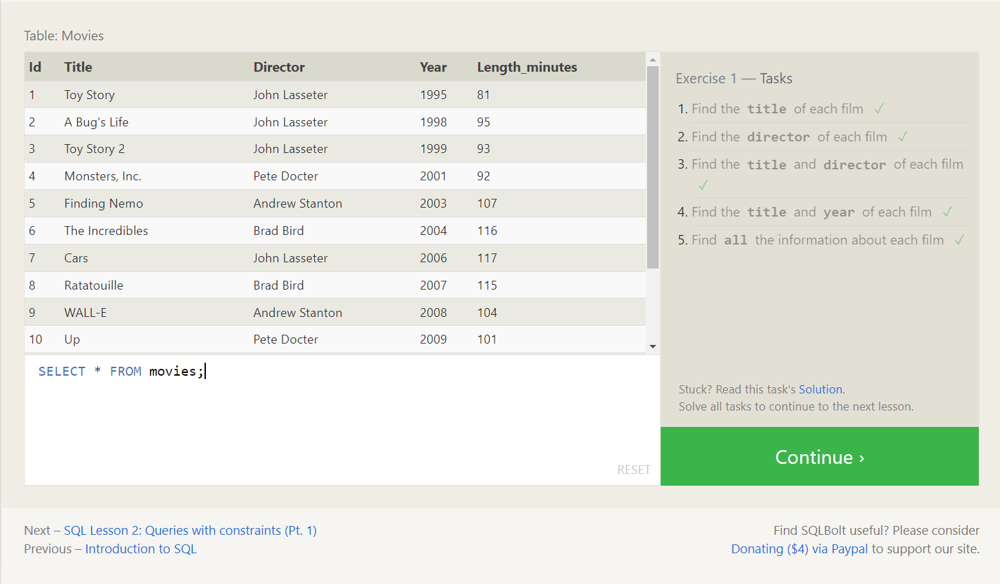 Table: Movies
Id Title Director Year Length_minutes
1 Toy Story John Lasseter 1995 81
2 A Bug's Life John Lasseter 1998 95
3 Toy Story 2 John Lasseter 1999 93
4 Monsters, Inc. Pete Docter 2001 92
5 Finding Nemo Andrew Stanton 2003 107
6 The Incredibles Brad Bird 2004 116
7 Cars John Lasseter 2006 117
8 Ratatouille Brad Bird 2007 115
9 WALL-E Andrew Stanton 2008 104
10 Up Pete Docter 2009 101
SELECT * FROM movies;
RESET
Exercise 1 — Tasks
1. Find the title of each film ✓
2. Find the director of each film ✓
3. Find the title and director of each film
✓
4. Find the title and year of each film ✓
5. Find all the information about each film ✓
Stuck? Read this task's Solution.
Solve all tasks to continue to the next lesson.
Continue ›
Next – SQL Lesson 2: Queries with constraints (Pt. 1)
Previous – Introduction to SQL
Find SQLBolt useful? Please consider
Donating ($4) via Paypal to support our site.